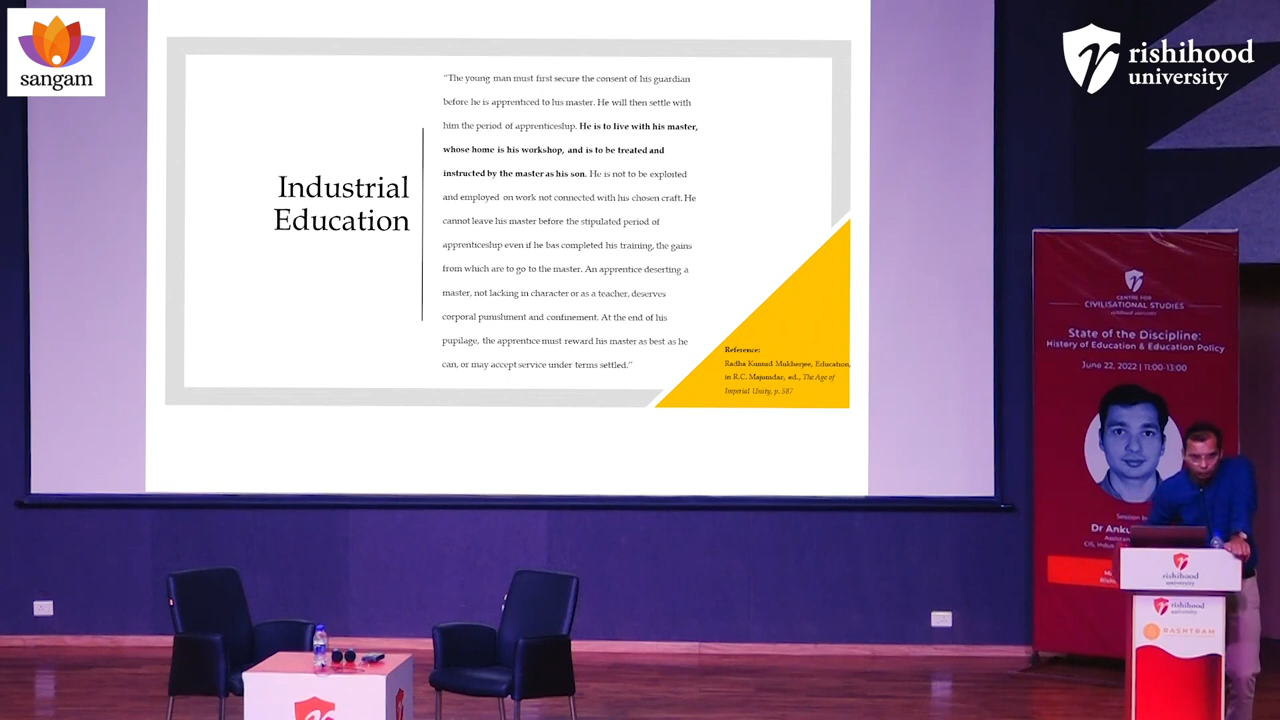 sangam
rishihood
university
Industrial
Education
“The young man must first secure the consent of his guardian
before he is apprenticed to his master. He will then settle with
him the period of apprenticeship. He is to live with his master,
whose home is his workshop, and is to be treated and
instructed by the master as his son. He is not to be exploited
and employed on work not connected with his chosen craft. He
cannot leave his master before the stipulated period of
apprenticeship even if he bas completed his training, the gains
from which are to go to the master. An apprentice deserting a
master, not lacking in character or as a teacher, deserves
corporal punishment and confinement. At the end of his
pupilage, the apprentice must reward his master as best as he
can, or may accept service under terms settled.”
Reference:
Radha Kumud Mukherjee, Education,
in R.C. Majumdar, ed., The Age of
Imperial Unity, p. 587
CENTRE FOR
CIVILISATIONAL STUDIES
rishihood university
State of the Discipline:
History of Education & Education Policy
June 22, 2022 | 11:00-13:00
Session
Dr
rishihood
university
rishihood
university
RASHTRAM